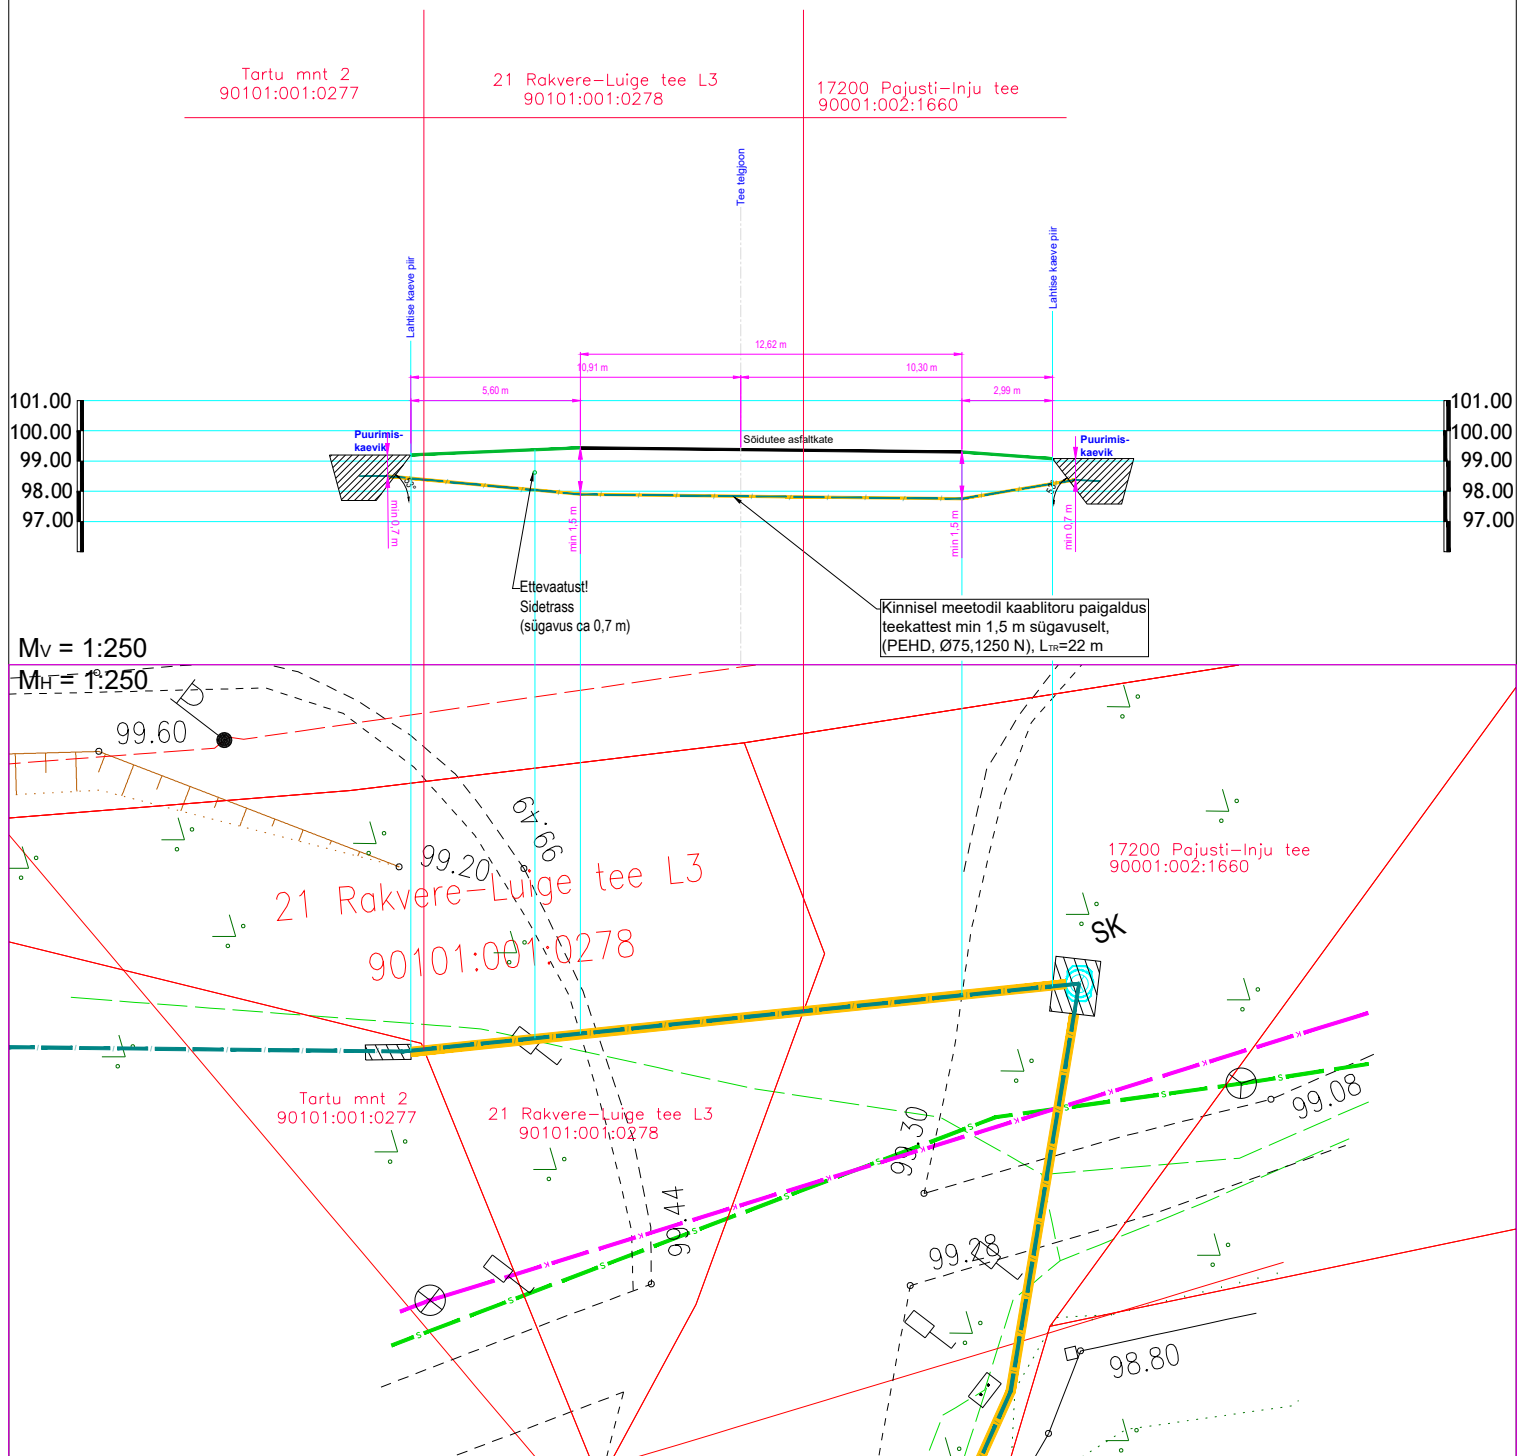 Tartu mnt 2
90101:001:0277
21 Rakvere-Luige tee L3
90101:001:0278
17200 Pajusti-Inju tee
90001:002:1660
Tee telgjoon
Lahtise kaeve piir
Lahtise kaeve piir
12,62 m
10,91 m
10,30 m
5,60 m
2,99 m
101.00
100.00
99.00
98.00
97.00
101.00
100.00
99.00
98.00
97.00
Puurimis-
kaevik
Sõidutee asfaltkate
Puurimis-
kaevik
min 0,7 m
min 1,5 m
min 1,5 m
min 0,7 m
Ettevaatust!
Sidetrass
(sügavus ca 0,7 m)
Kinnisel meetodil kaablitoru paigaldus
teekattest min 1,5 m sügavuselt,
(PEHD, Ø75,1250 N), LTR=22 m
MV = 1:250
MH = 1:250
99.60
99.49
99.20
21 Rakvere-Luige tee L3
90101:001:0278
17200 Pajusti-Inju tee
90001:002:1660
SK
Tartu mnt 2
90101:001:0277
21 Rakvere-Luige tee L3
90101:001:0278
99.30
99.08
99.44
99.28
98.80